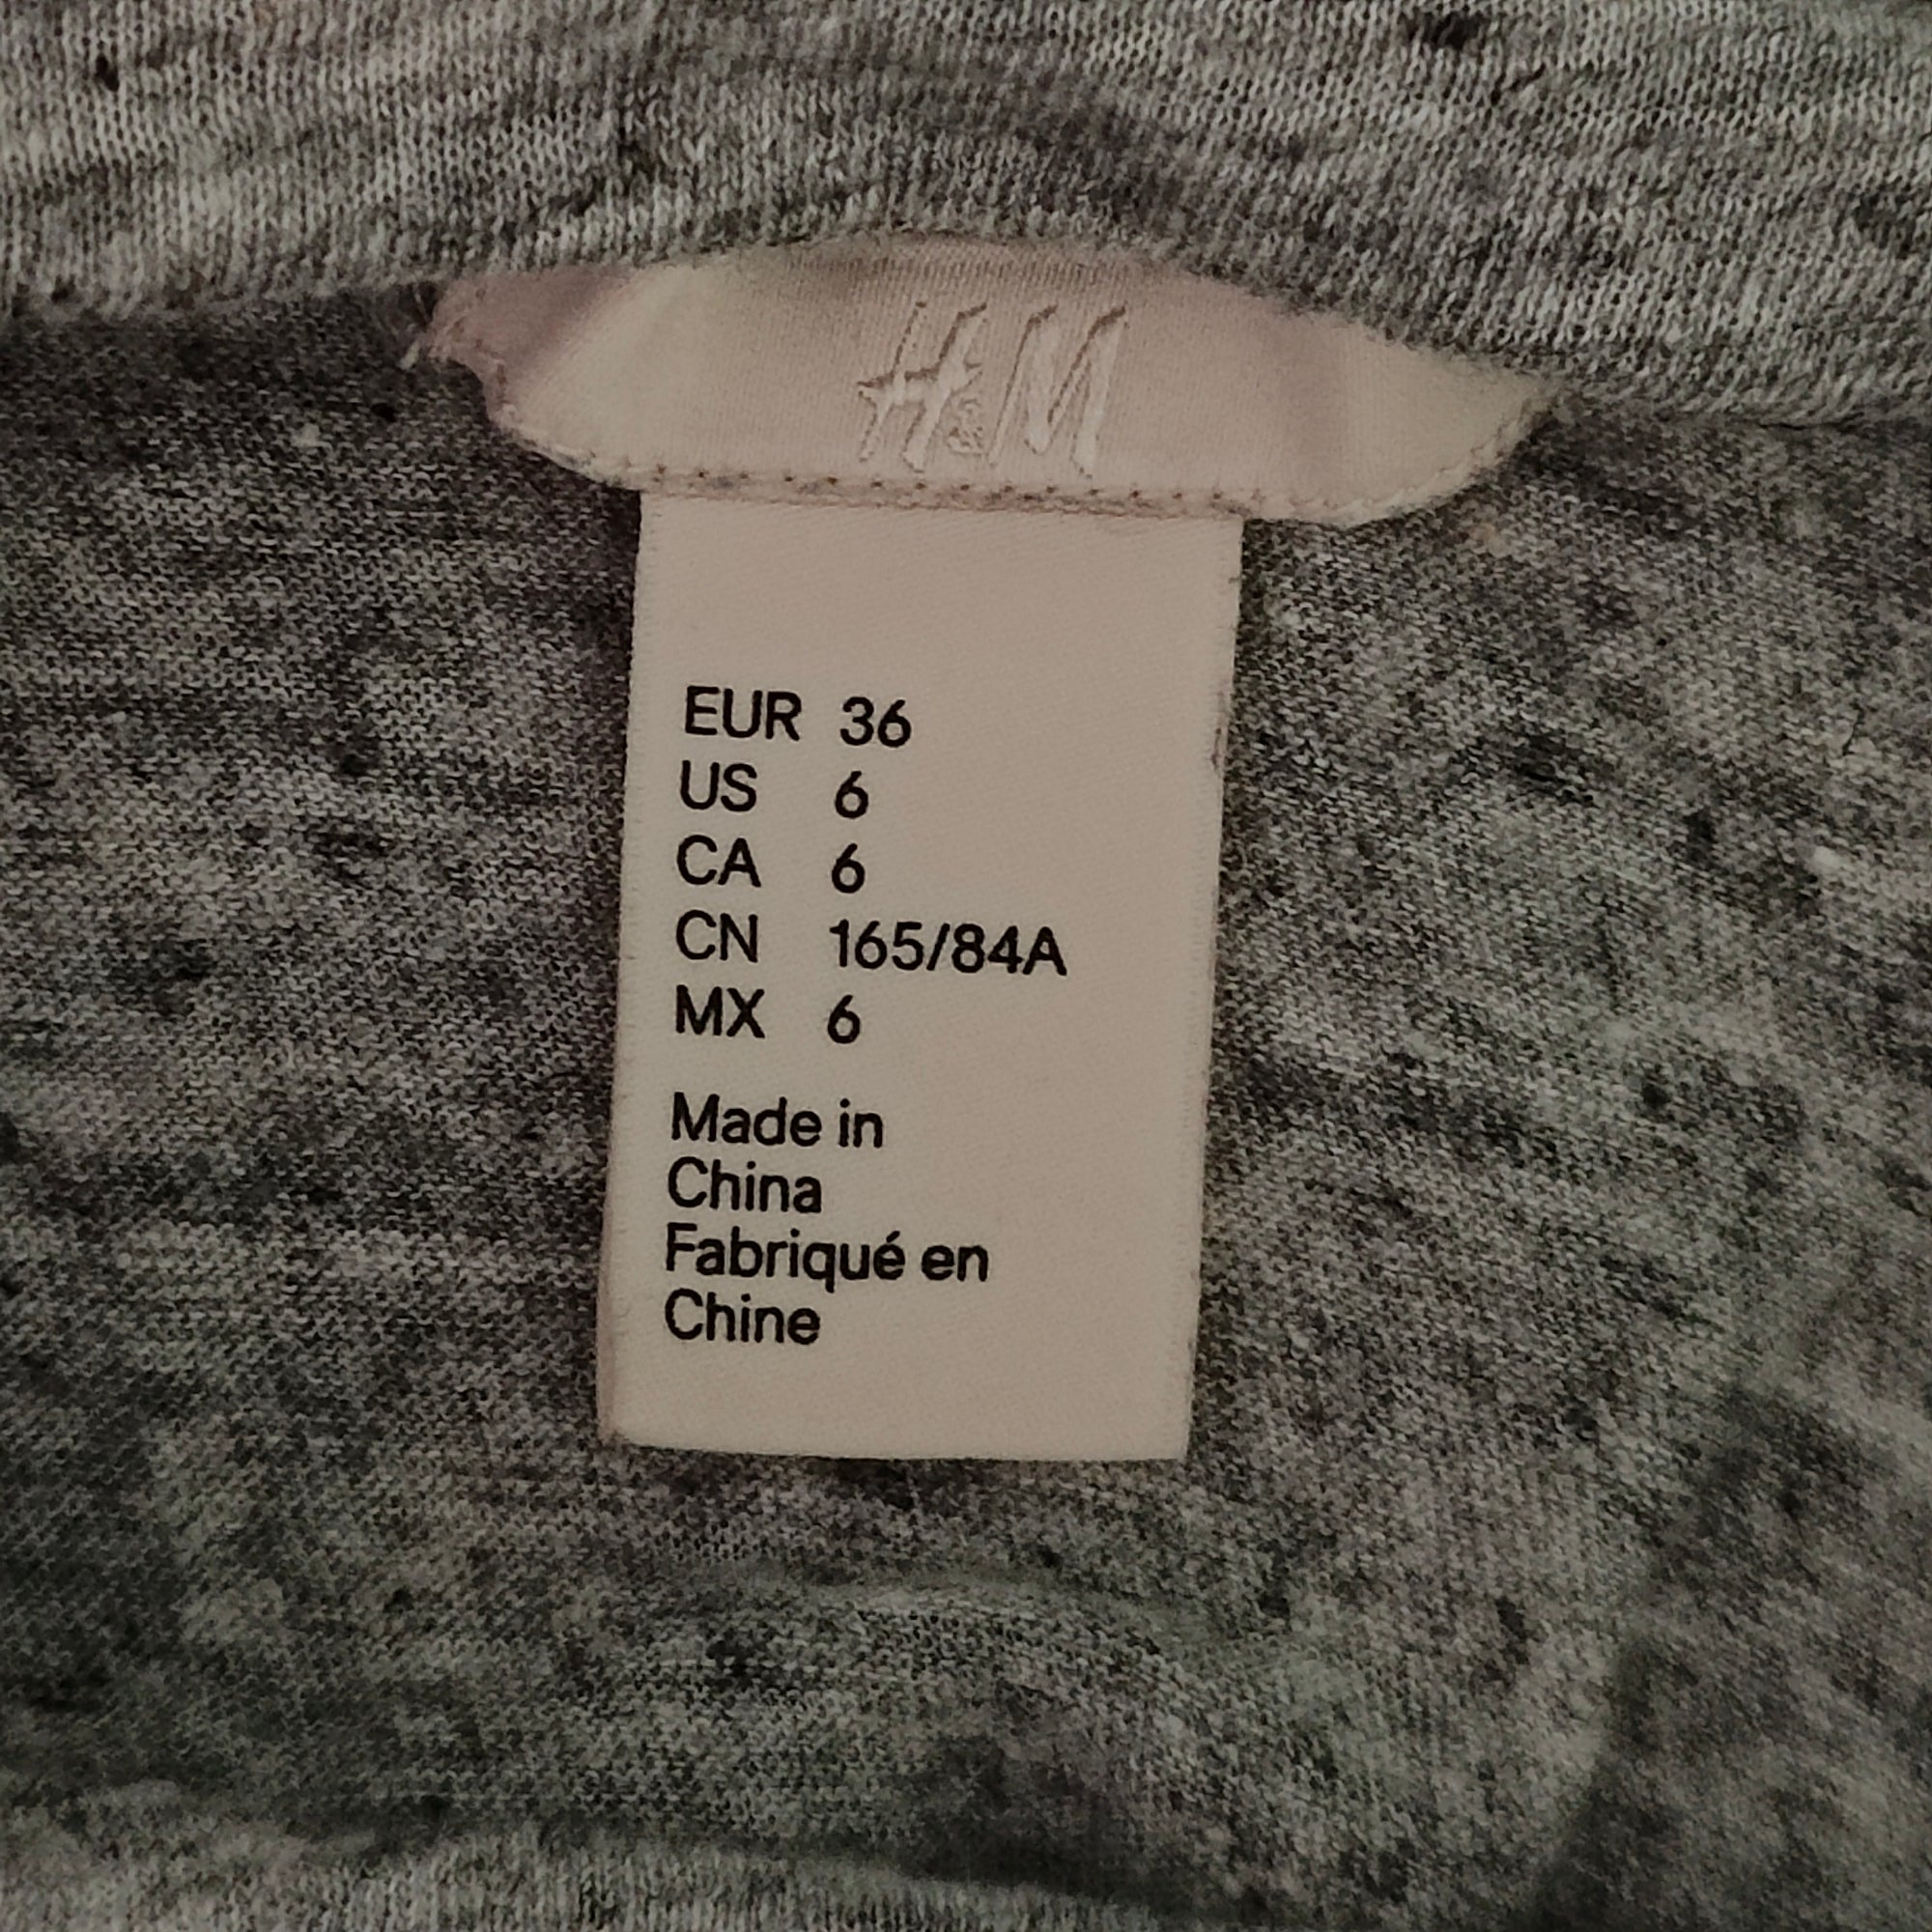 H&M
EUR 36
US 6
CA 6
CN 165/84A
MX 6
Made in
China
Fabriqué en
Chine